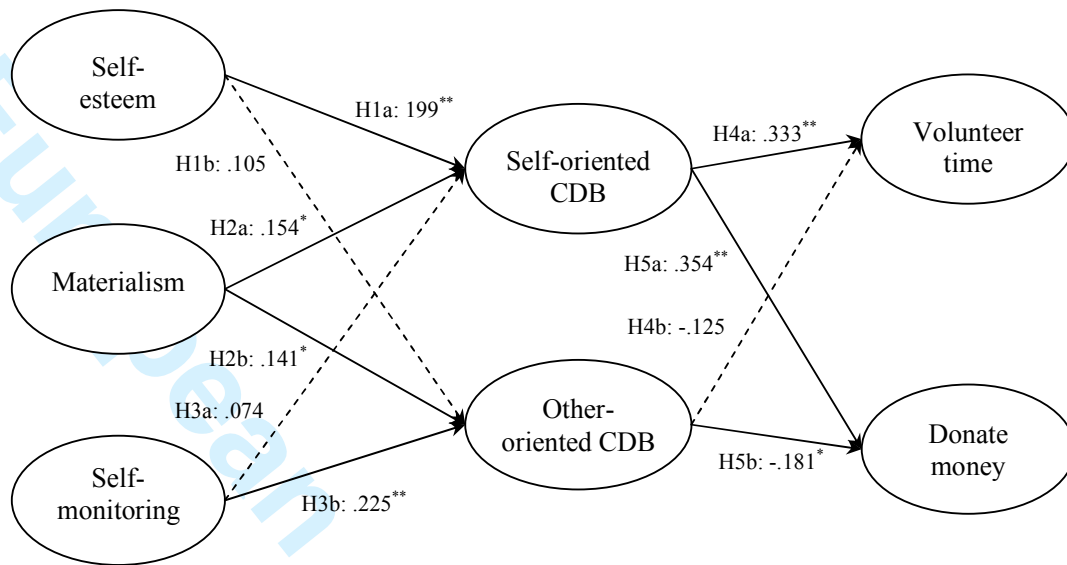 Self-
esteem
H1a: 199**
H1b: .105
H2a: .154*
Materialism
H2b: .141*
H3a: .074
Self-
monitoring
H3b: .225**
Self-oriented
CDB
Other-
oriented CDB
H4a: .333**
H5a: .354**
H4b: -.125
H5b: -.181*
Volunteer
time
Donate
money